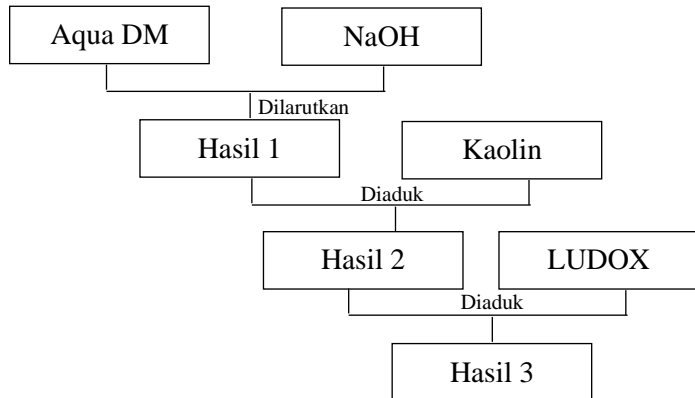 Aqua DM
NaOH
Dilarutkan
Hasil 1
Kaolin
Diaduk
Hasil 2
LUDOX
Diaduk
Hasil 3